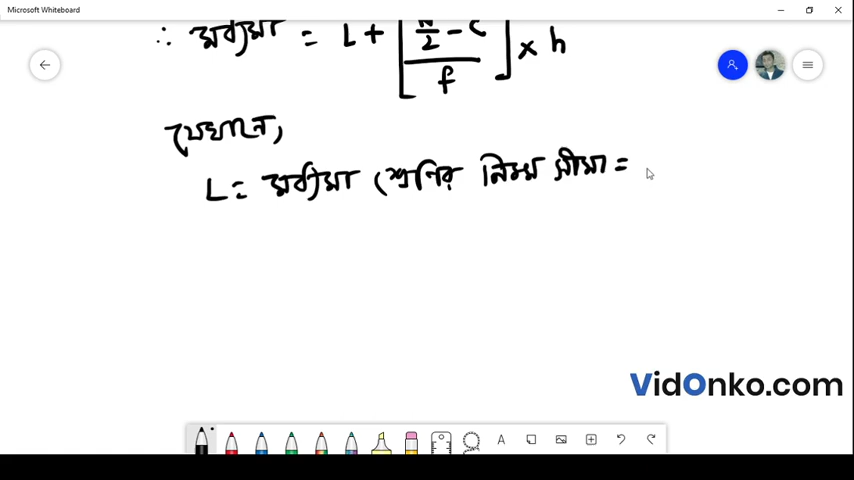 Microsoft Whiteboard
∴ মধ্যমা = L + [(N/2 - c)/f] × h
যেখানে,
L = মধ্যমা শ্রেণির নিম্ন সীমা =
VidOnko.com
A